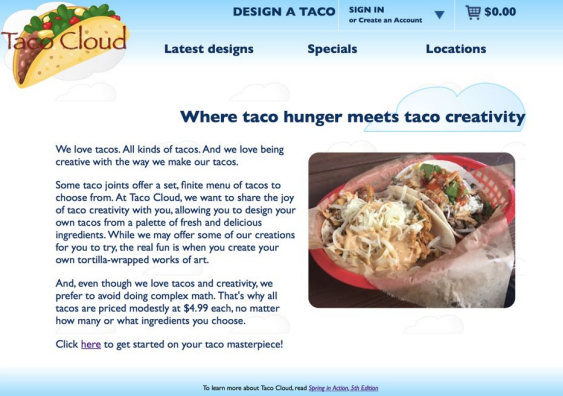 Taco Cloud
DESIGN A TACO
SIGN IN
or Create an Account
$0.00
Latest designs
Specials
Locations
Where taco hunger meets taco creativity
We love tacos. All kinds of tacos. And we love being
creative with the way we make our tacos.
Some taco joints offer a set, finite menu of tacos to
choose from. At Taco Cloud, we want to share the joy
of taco creativity with you, allowing you to design your
own tacos from a palette of fresh and delicious
ingredients. While we may offer some of our creations
for you to try, the real fun is when you create your
own tortilla-wrapped works of art.
And, even though we love tacos and creativity, we
prefer to avoid doing complex math. That's why all
tacos are priced modestly at $4.99 each, no matter
how many or what ingredients you choose.
Click here to get started on your taco masterpiece!
To learn more about Taco Cloud, read Spring in Action, 5th Edition